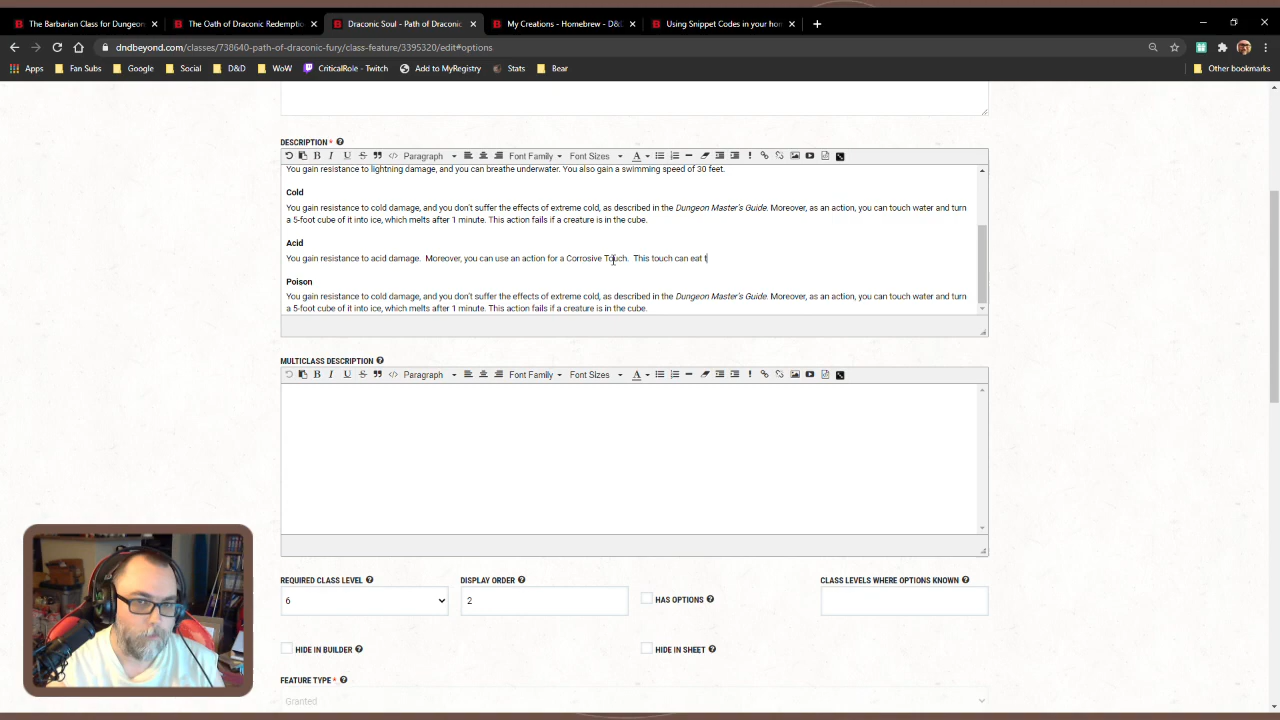 The Barbarian Class for Dungeon
The Oath of Draconic Redemption
Draconic Soul - Path of Draconic
My Creations - Homebrew - D&D
Using Snippet Codes in your hom
dndbeyond.com/classes/738640-path-of-draconic-fury/class-feature/3395320/edit#options
Apps Fan Subs Google Social D&D WoW CriticalRole - Twitch Add to MyRegistry Stats Bear Other bookmarks
DESCRIPTION *
Paragraph Font Family Font Sizes
You gain resistance to lightning damage, and you can breathe underwater. You also gain a swimming speed of 30 feet.
Cold
You gain resistance to cold damage, and you don't suffer the effects of extreme cold, as described in the Dungeon Master's Guide. Moreover, as an action, you can touch water and turn
a 5-foot cube of it into ice, which melts after 1 minute. This action fails if a creature is in the cube.
Acid
You gain resistance to acid damage. Moreover, you can use an action for a Corrosive Touch. This touch can eat t
Poison
You gain resistance to cold damage, and you don't suffer the effects of extreme cold, as described in the Dungeon Master's Guide. Moreover, as an action, you can touch water and turn
a 5-foot cube of it into ice, which melts after 1 minute. This action fails if a creature is in the cube.
MULTICLASS DESCRIPTION
Paragraph Font Family Font Sizes
REQUIRED CLASS LEVEL DISPLAY ORDER CLASS LEVELS WHERE OPTIONS KNOWN
6 2 HAS OPTIONS
HIDE IN BUILDER HIDE IN SHEET
FEATURE TYPE *
Granted